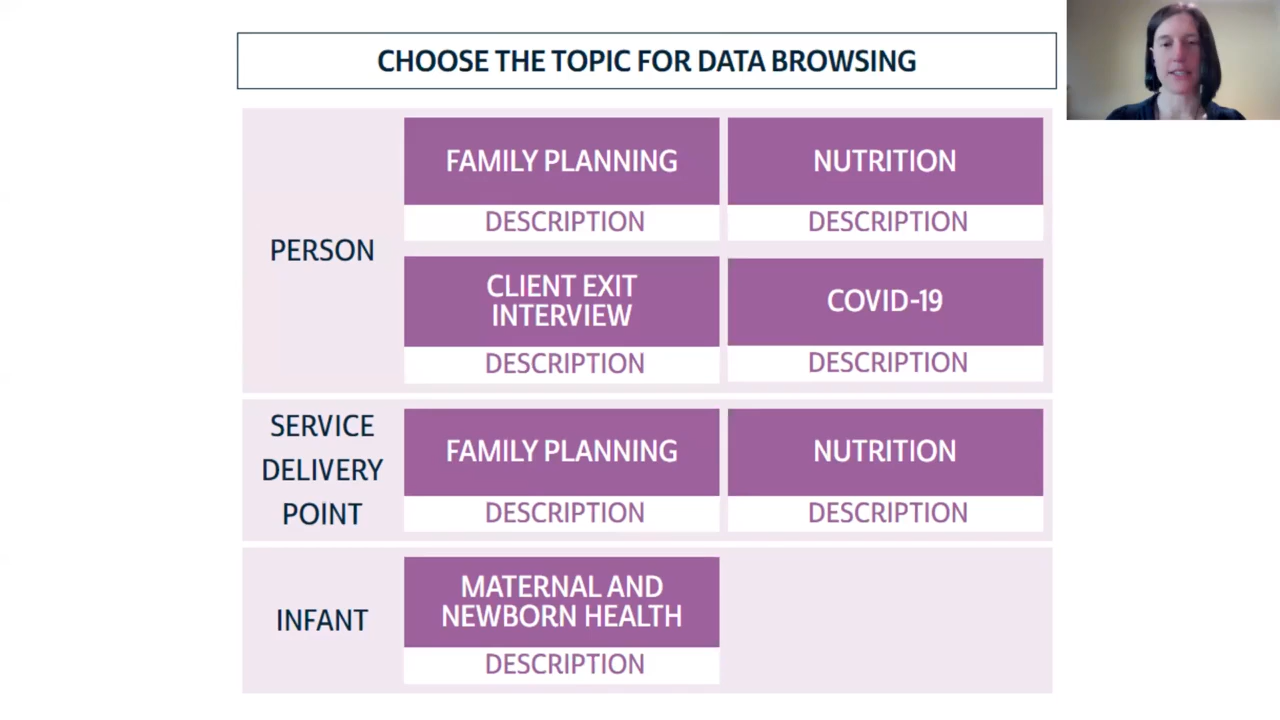 CHOOSE THE TOPIC FOR DATA BROWSING
PERSON
FAMILY PLANNING
DESCRIPTION
NUTRITION
DESCRIPTION
CLIENT EXIT
INTERVIEW
DESCRIPTION
COVID-19
DESCRIPTION
SERVICE
DELIVERY
POINT
FAMILY PLANNING
DESCRIPTION
NUTRITION
DESCRIPTION
INFANT
MATERNAL AND
NEWBORN HEALTH
DESCRIPTION